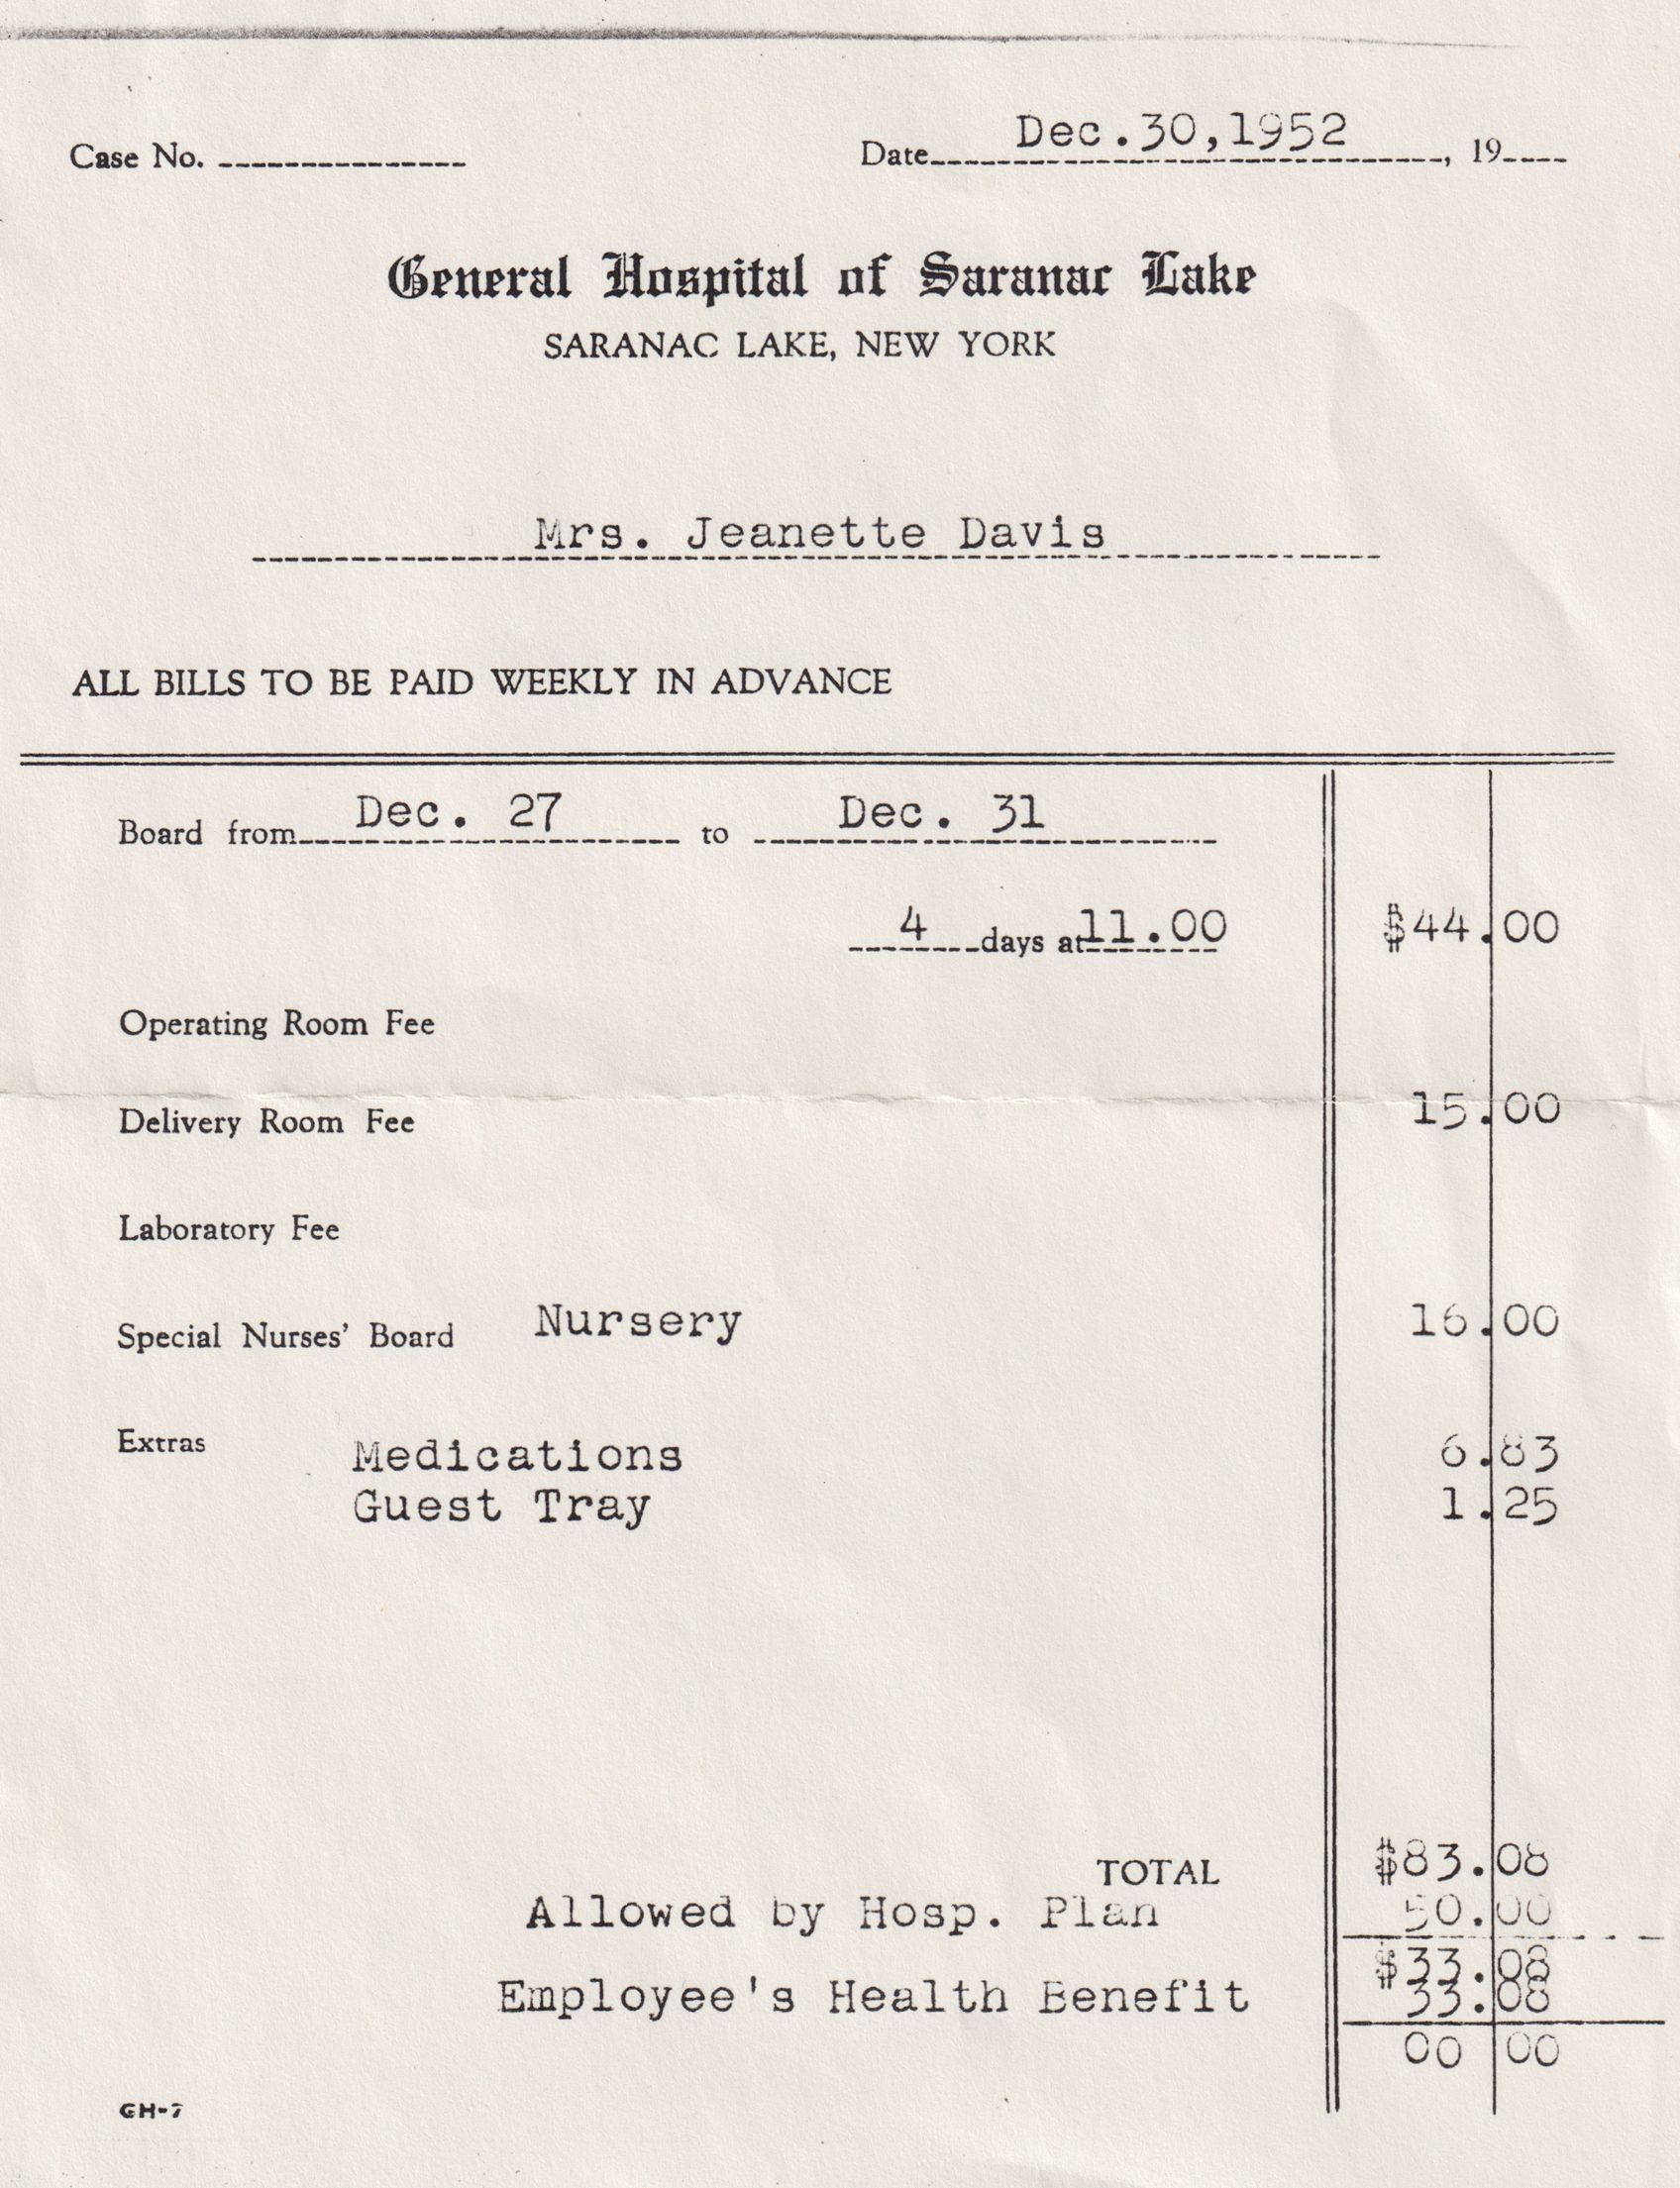 Case No. Date Dec.30,1952, 19
General Hospital of Saranac Lake
SARANAC LAKE, NEW YORK
Mrs. Jeanette Davis
ALL BILLS TO BE PAID WEEKLY IN ADVANCE
Board from Dec. 27 to Dec. 31
4 days at 11.00 $44.00
Operating Room Fee
Delivery Room Fee 15.00
Laboratory Fee
Special Nurses' Board Nursery 16.00
Extras Medications 6.83
Guest Tray 1.25
TOTAL $83.08
Allowed by Hosp. Plan 50.00
$33.08
Employee's Health Benefit 33.08
00 00
GH-7